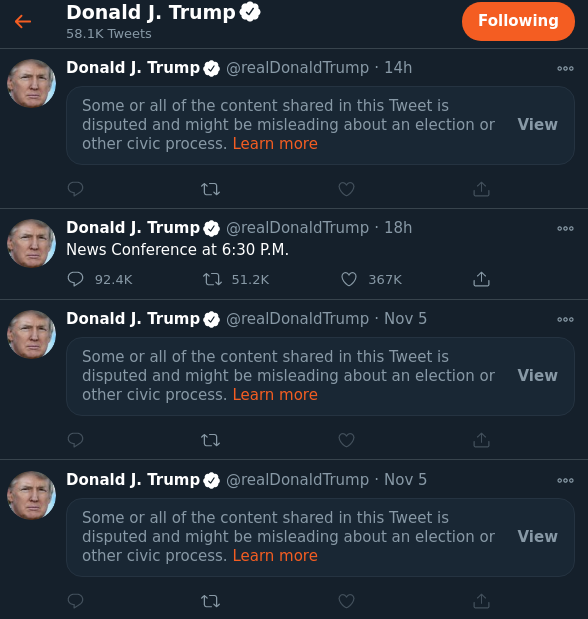 Donald J. Trump
58.1K Tweets
Following
Donald J. Trump @realDonaldTrump · 14h
Some or all of the content shared in this Tweet is
disputed and might be misleading about an election or
other civic process. Learn more
View
Donald J. Trump @realDonaldTrump · 18h
News Conference at 6:30 P.M.
92.4K 51.2K 367K
Donald J. Trump @realDonaldTrump · Nov 5
Some or all of the content shared in this Tweet is
disputed and might be misleading about an election or
other civic process. Learn more
View
Donald J. Trump @realDonaldTrump · Nov 5
Some or all of the content shared in this Tweet is
disputed and might be misleading about an election or
other civic process. Learn more
View